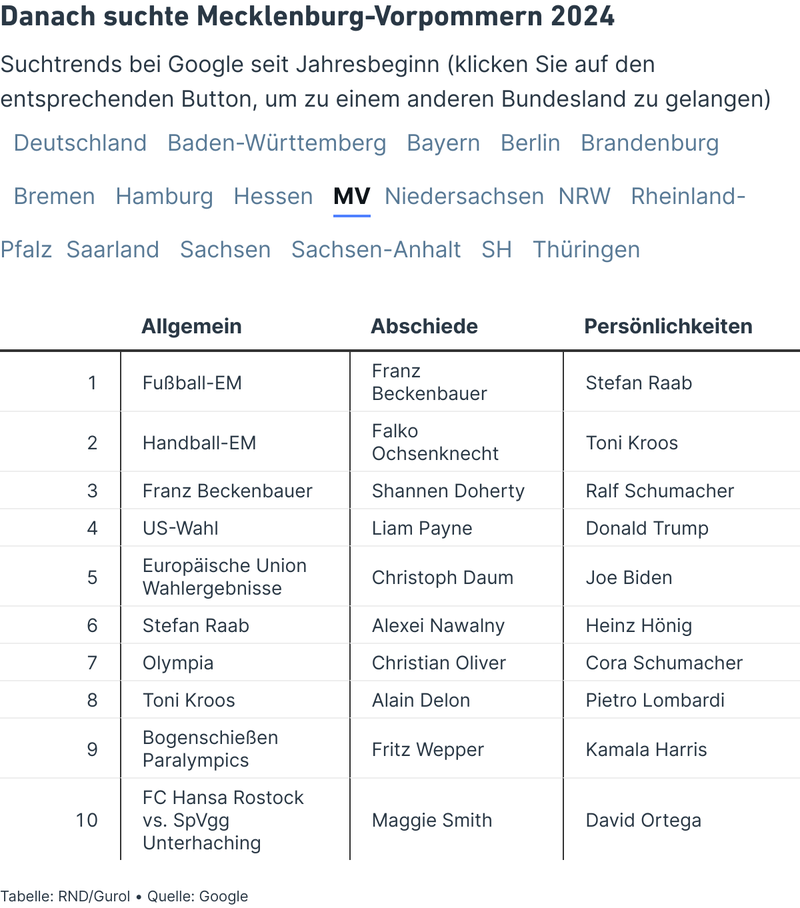 Danach suchte Mecklenburg-Vorpommern 2024
Suchtrends bei Google seit Jahresbeginn (klicken Sie auf den
entsprechenden Button, um zu einem anderen Bundesland zu gelangen)
Deutschland Baden-Württemberg Bayern Berlin Brandenburg
Bremen Hamburg Hessen MV Niedersachsen NRW Rheinland-
Pfalz Saarland Sachsen Sachsen-Anhalt SH Thüringen
Allgemein Abschiede Persönlichkeiten
1 Fußball-EM Franz
Beckenbauer Stefan Raab
2 Handball-EM Falko
Ochsenknecht Toni Kroos
3 Franz Beckenbauer Shannen Doherty Ralf Schumacher
4 US-Wahl Liam Payne Donald Trump
5 Europäische Union
Wahlergebnisse Christoph Daum Joe Biden
6 Stefan Raab Alexei Nawalny Heinz Hönig
7 Olympia Christian Oliver Cora Schumacher
8 Toni Kroos Alain Delon Pietro Lombardi
9 Bogenschießen
Paralympics Fritz Wepper Kamala Harris
10 FC Hansa Rostock
vs. SpVgg
Unterhaching Maggie Smith David Ortega
Tabelle: RND/Gurol • Quelle: Google